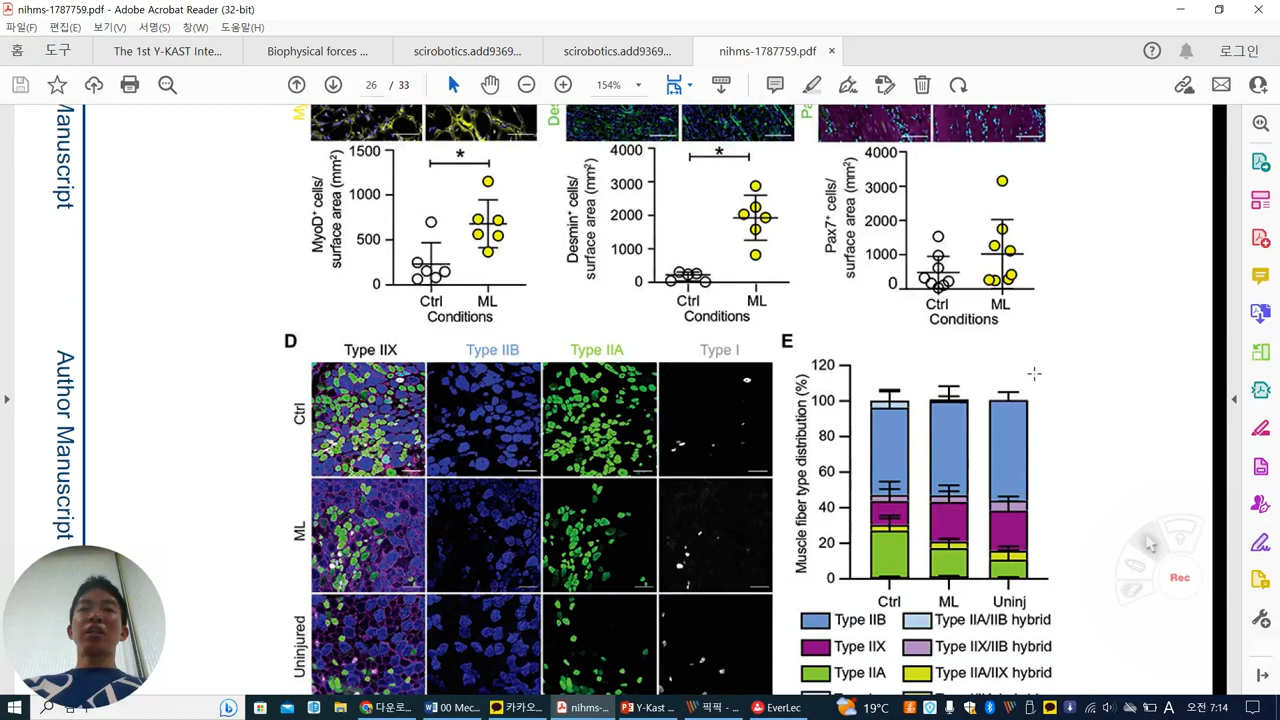 nihms-1787759.pdf - Adobe Acrobat Reader (32-bit)
파일(F) 편집(E) 보기(V) 서명(S) 창(W) 도움말(H)
홈 도구 The 1st Y-KAST Inte... Biophysical forces ... scirobotics.add9369... scirobotics.add9369... nihms-1787759.pdf × 로그인
26 / 33 154%
Manuscript
Author Manuscript
MyoD⁺ cells/
surface area (mm²)
1500
1000
500
0
*
Ctrl ML
Conditions
Desmin⁺ cells/
surface area (mm²)
4000
3000
2000
1000
0
*
Ctrl ML
Conditions
Pax7⁺ cells/
surface area (mm²)
4000
3000
2000
1000
0
Ctrl ML
Conditions
D
Type IIX Type IIB Type IIA Type I
Ctrl
ML
Uninjured
E
Muscle fiber type distribution (%)
120
100
80
60
40
20
0
Ctrl ML Uninj
Type IIB Type IIA/IIB hybrid
Type IIX Type IIX/IIB hybrid
Type IIA Type IIA/IIX hybrid
Rec
다운로... 00 Mec... 카카오... nihms-... Y-Kast ... 픽픽 - ... EverLec 19°C A 오전 7:14